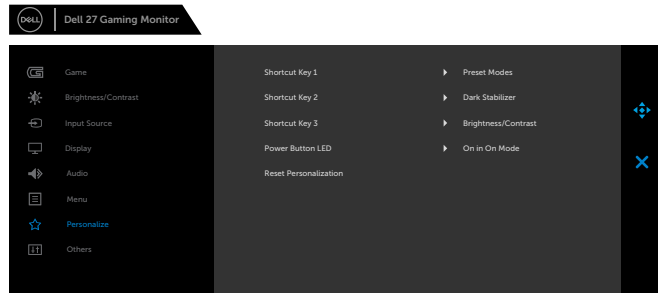 DELL
Dell 27 Gaming Monitor
Game
Shortcut Key 1
Preset Modes
Brightness/Contrast
Shortcut Key 2
Dark Stabilizer
Input Source
Shortcut Key 3
Brightness/Contrast
Display
Power Button LED
On in On Mode
Audio
Reset Personalization
Menu
Personalize
Others